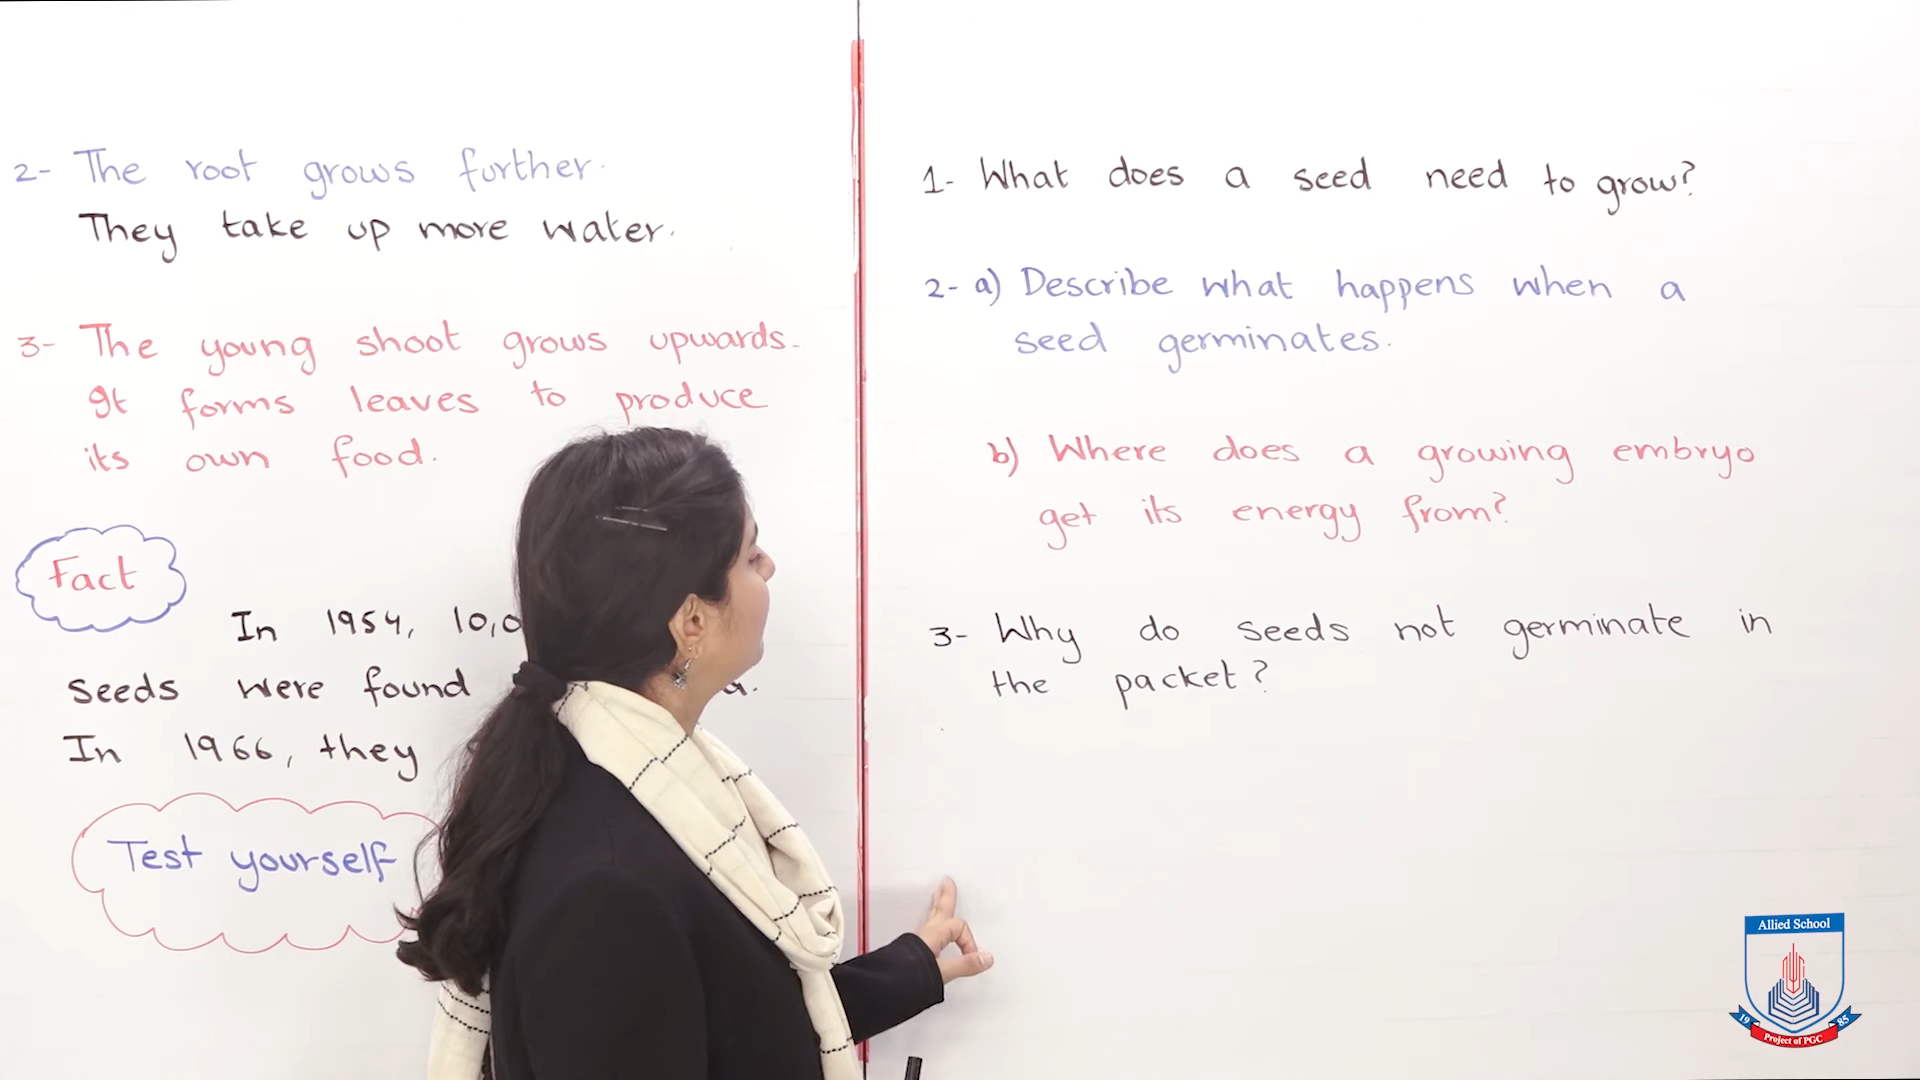 2- The root grows further.
They take up more water.
3- The young shoot grows upwards.
It forms leaves to produce
its own food.
Fact
In 1954, 10,0
seeds were found
In 1966, they
Test yourself
1- What does a seed need to grow?
2- a) Describe what happens when a
seed germinates.
b) Where does a growing embryo
get its energy from?
3- Why do seeds not germinate in
the packet?
Allied School
19 85
Project of PGC